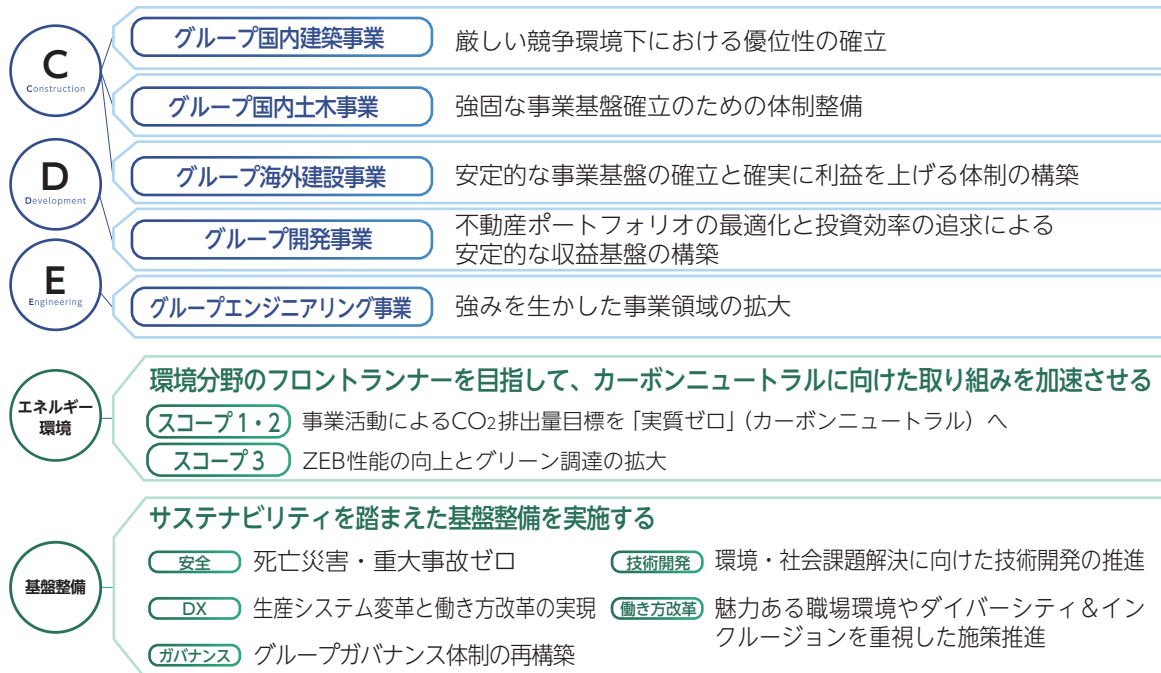 C
Construction
グループ国内建築事業
厳しい競争環境下における優位性の確立
グループ国内土木事業
強固な事業基盤確立のための体制整備
D
Development
グループ海外建設事業
安定的な事業基盤の確立と確実に利益を上げる体制の構築
グループ開発事業
不動産ポートフォリオの最適化と投資効率の追求による
安定的な収益基盤の構築
E
Engineering
グループエンジニアリング事業
強みを生かした事業領域の拡大
エネルギー
環境
環境分野のフロントランナーを目指して、カーボンニュートラルに向けた取り組みを加速させる
スコープ1・2
事業活動によるCO2排出量目標を「実質ゼロ」(カーボンニュートラル)へ
スコープ3
ZEB性能の向上とグリーン調達の拡大
基盤整備
サステナビリティを踏まえた基盤整備を実施する
安全
死亡災害・重大事故ゼロ
DX
生産システム変革と働き方改革の実現
ガバナンス
グループガバナンス体制の再構築
技術開発
環境・社会課題解決に向けた技術開発の推進
働き方改革
魅力ある職場環境やダイバーシティ&イン
クルージョンを重視した施策推進